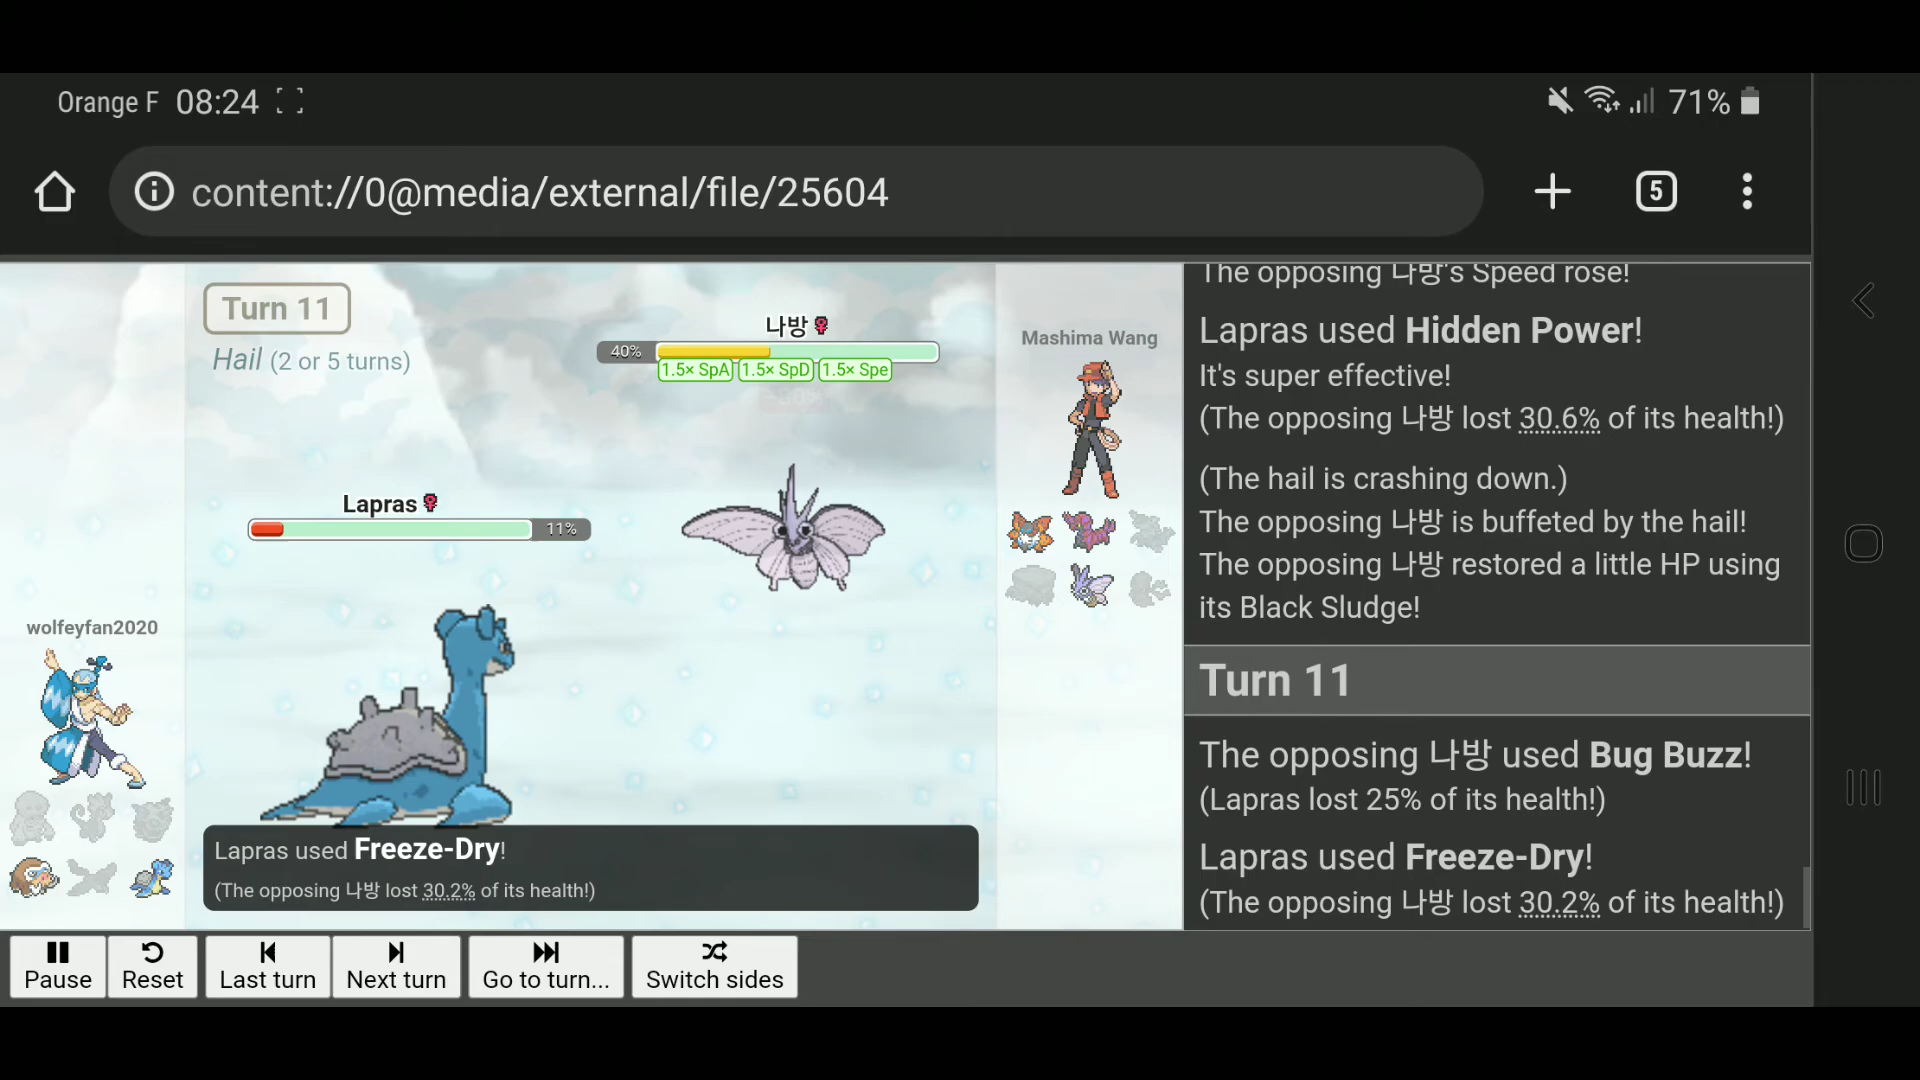 Orange F 08:24
71%
content://0@media/external/file/25604
5
Turn 11
Hail (2 or 5 turns)
나방
40%
1.5× SpA 1.5× SpD 1.5× Spe
Lapras
11%
wolfeyfan2020
Mashima Wang
Lapras used Freeze-Dry!
(The opposing 나방 lost 30.2% of its health!)
The opposing 나방's Speed rose!
Lapras used Hidden Power!
It's super effective!
(The opposing 나방 lost 30.6% of its health!)
(The hail is crashing down.)
The opposing 나방 is buffeted by the hail!
The opposing 나방 restored a little HP using
its Black Sludge!
Turn 11
The opposing 나방 used Bug Buzz!
(Lapras lost 25% of its health!)
Lapras used Freeze-Dry!
(The opposing 나방 lost 30.2% of its health!)
Pause Reset Last turn Next turn Go to turn... Switch sides